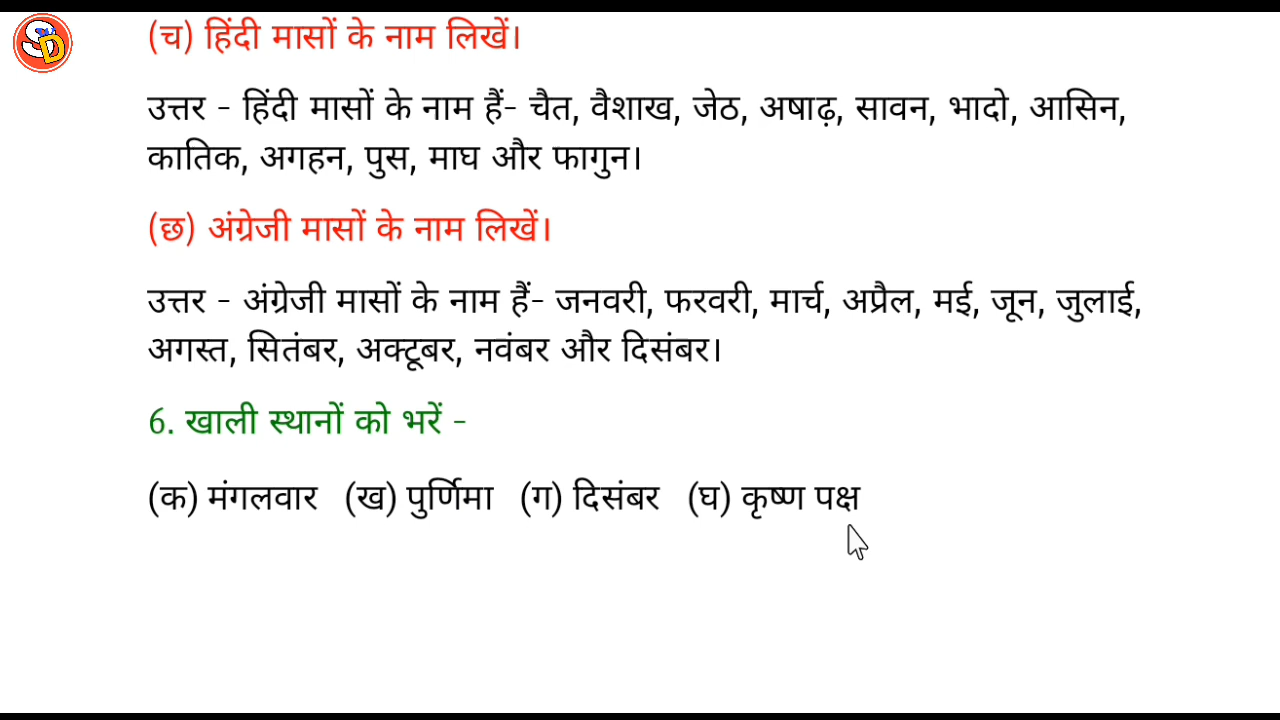 SD
(च) हिंदी मासों के नाम लिखें।
उत्तर - हिंदी मासों के नाम हैं- चैत, वैशाख, जेठ, अषाढ़, सावन, भादो, आसिन,
कातिक, अगहन, पुस, माघ और फागुन।
(छ) अंग्रेजी मासों के नाम लिखें।
उत्तर - अंग्रेजी मासों के नाम हैं- जनवरी, फरवरी, मार्च, अप्रैल, मई, जून, जुलाई,
अगस्त, सितंबर, अक्टूबर, नवंबर और दिसंबर।
6. खाली स्थानों को भरें -
(क) मंगलवार (ख) पुर्णिमा (ग) दिसंबर (घ) कृष्ण पक्ष